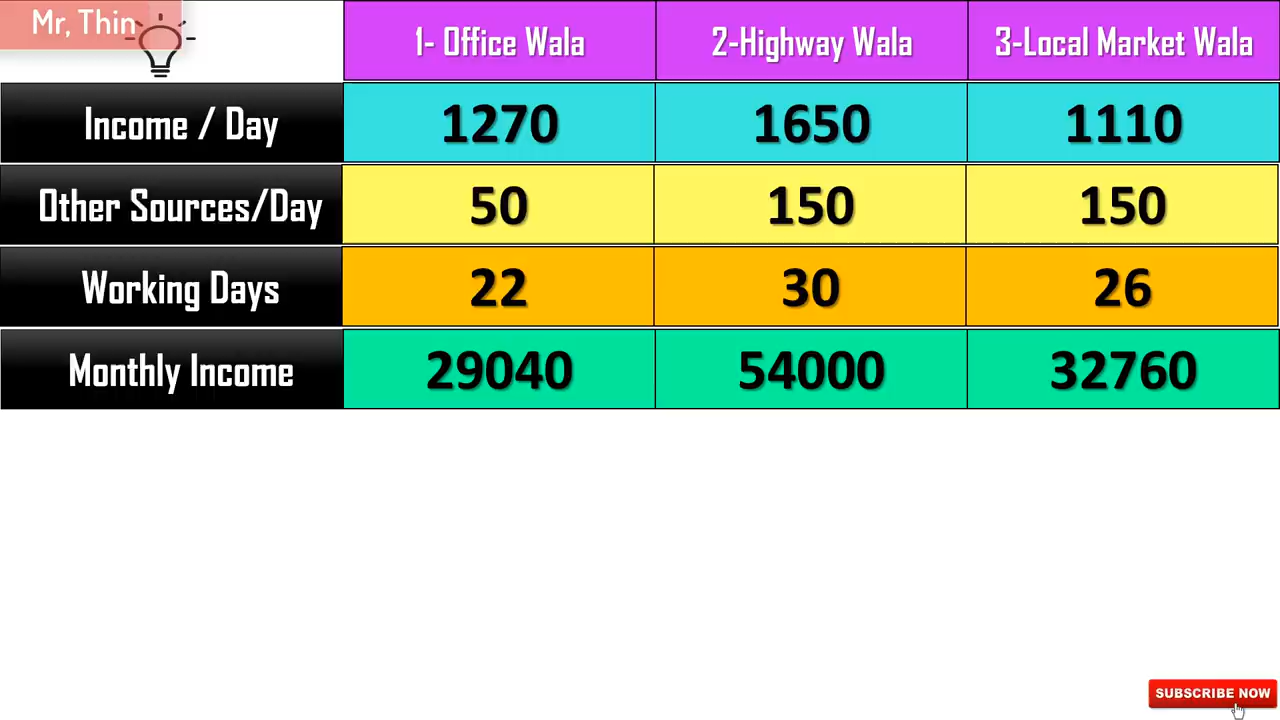 Mr, Thin
1- Office Wala 2-Highway Wala 3-Local Market Wala
Income / Day 1270 1650 1110
Other Sources/Day 50 150 150
Working Days 22 30 26
Monthly Income 29040 54000 32760
SUBSCRIBE NOW